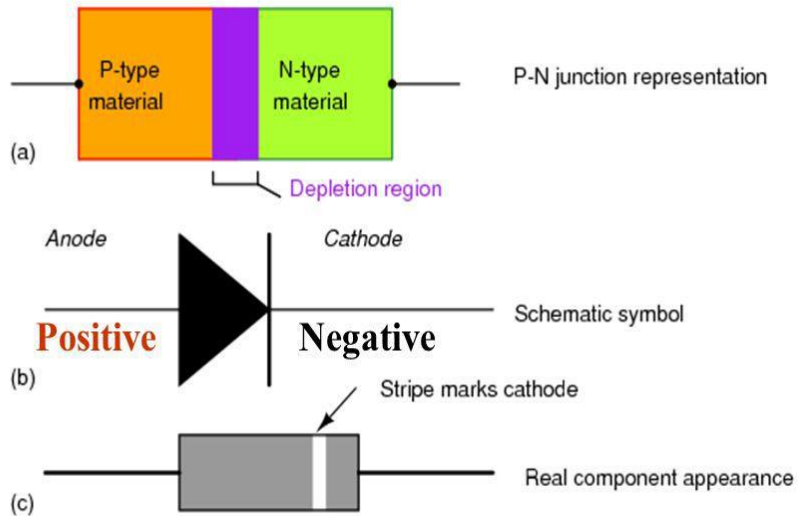 P-type
material
N-type
material
P-N junction representation
(a)
Depletion region
Anode
Cathode
Positive
Negative
Schematic symbol
(b)
Stripe marks cathode
Real component appearance
(c)